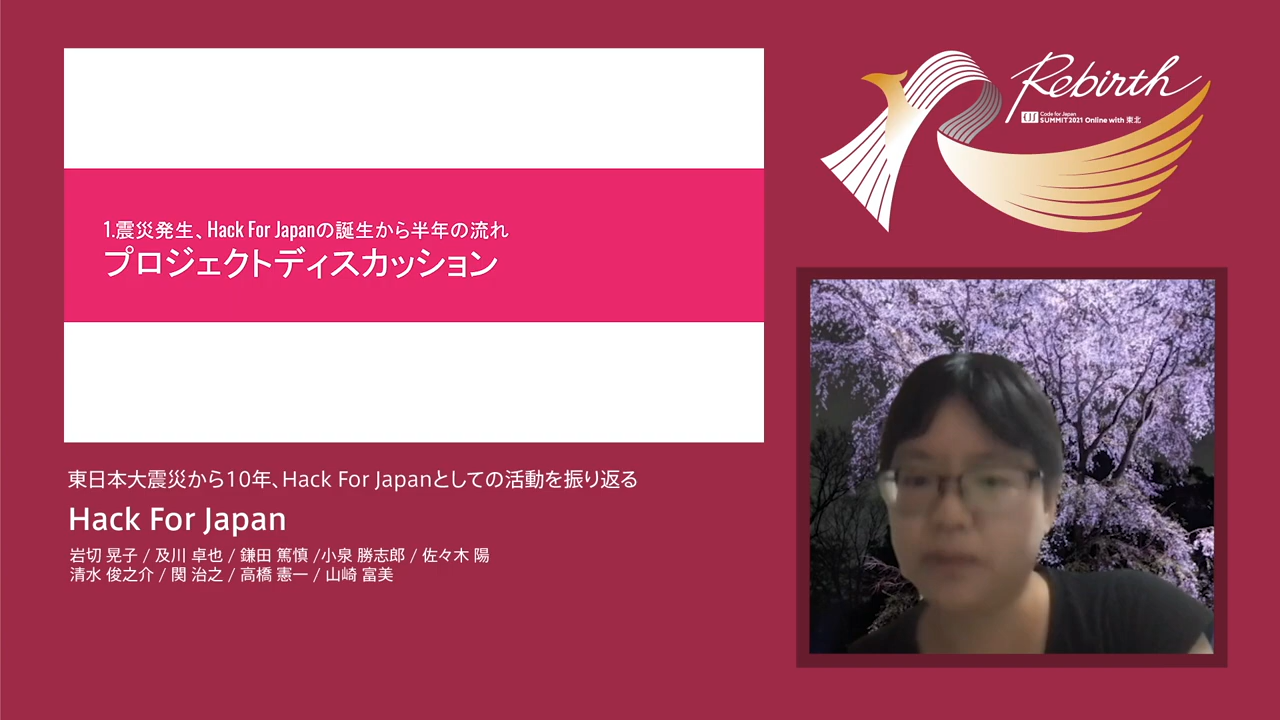 1.震災発生、Hack For Japanの誕生から半年の流れ
プロジェクトディスカッション
Rebirth
Code for Japan
SUMMIT2021 Online with 東北
東日本大震災から10年、Hack For Japanとしての活動を振り返る
Hack For Japan
岩切 晃子 / 及川 卓也 / 鎌田 篤慎 /小泉 勝志郎 / 佐々木 陽
清水 俊之介 / 関 治之 / 高橋 憲一 / 山崎 富美